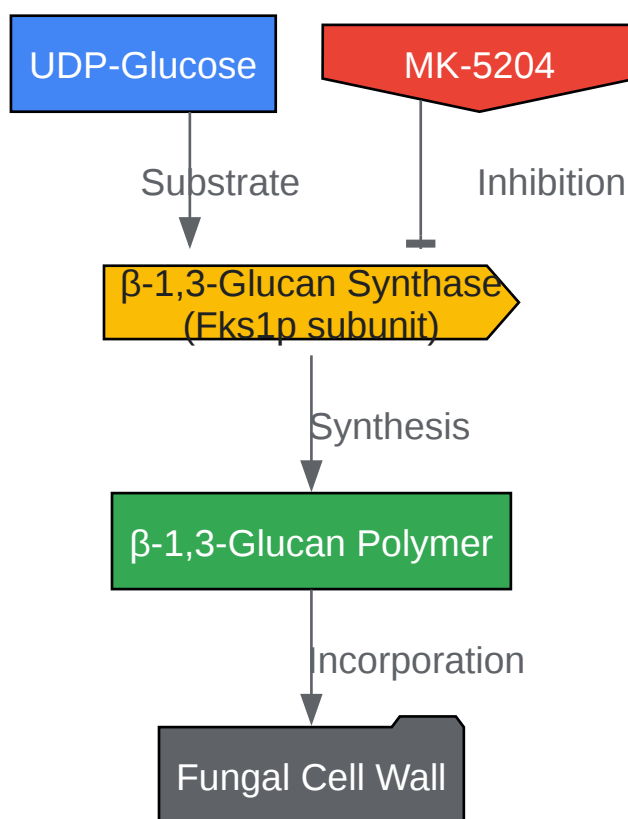 UDP-Glucose
MK-5204
Substrate
Inhibition
β-1,3-Glucan Synthase
(Fks1p subunit)
Synthesis
β-1,3-Glucan Polymer
Incorporation
Fungal Cell Wall